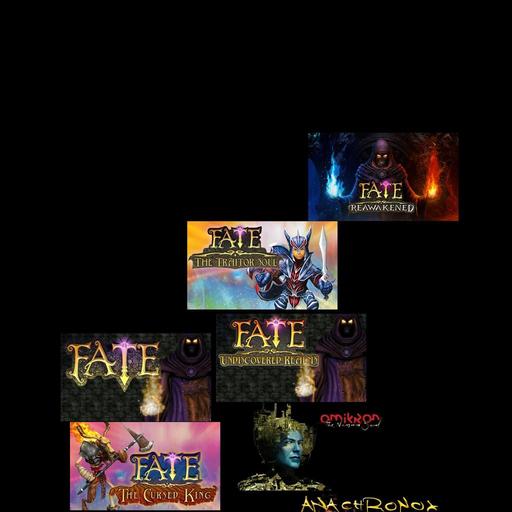 FATE
REAWAKENED
FATE
THE TRAITOR SOUL
FATE
FATE
UNDISCOVERED REALMS
omikron
The Nomad Soul
FATE
THE CURSED KING
ANACHRONOX